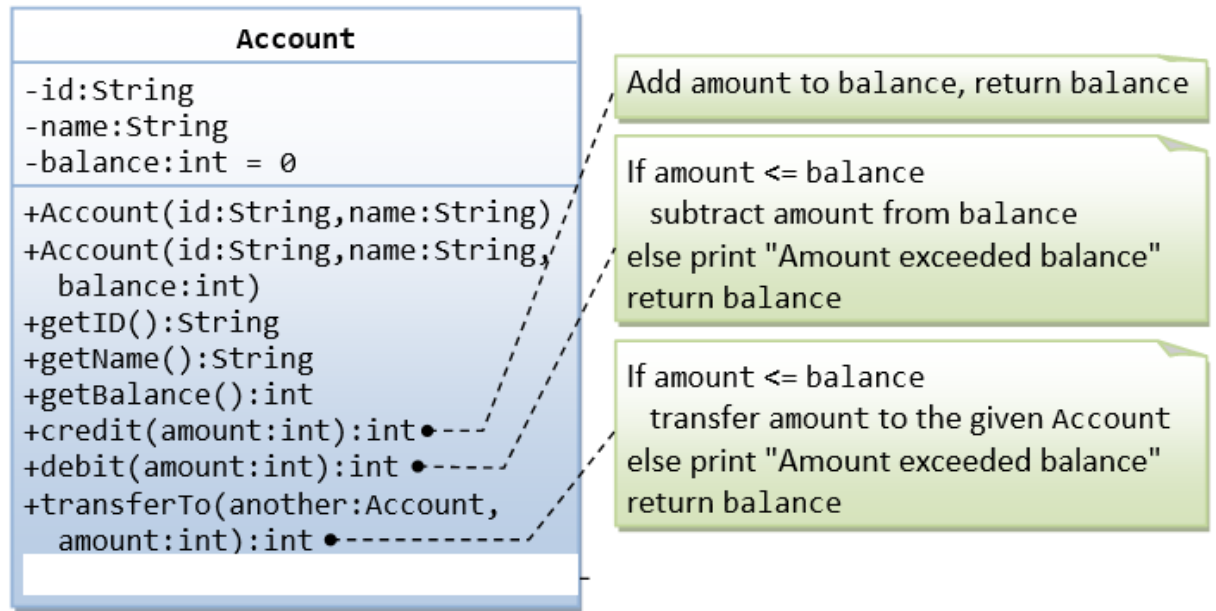 Account
-id:String
-name:String
-balance:int = 0
+Account(id:String,name:String)
+Account(id:String,name:String,
balance:int)
+getID():String
+getName():String
+getBalance():int
+credit(amount:int):int
+debit(amount:int):int
+transferTo(another:Account,
amount:int):int
Add amount to balance, return balance
If amount <= balance
subtract amount from balance
else print "Amount exceeded balance"
return balance
If amount <= balance
transfer amount to the given Account
else print "Amount exceeded balance"
return balance